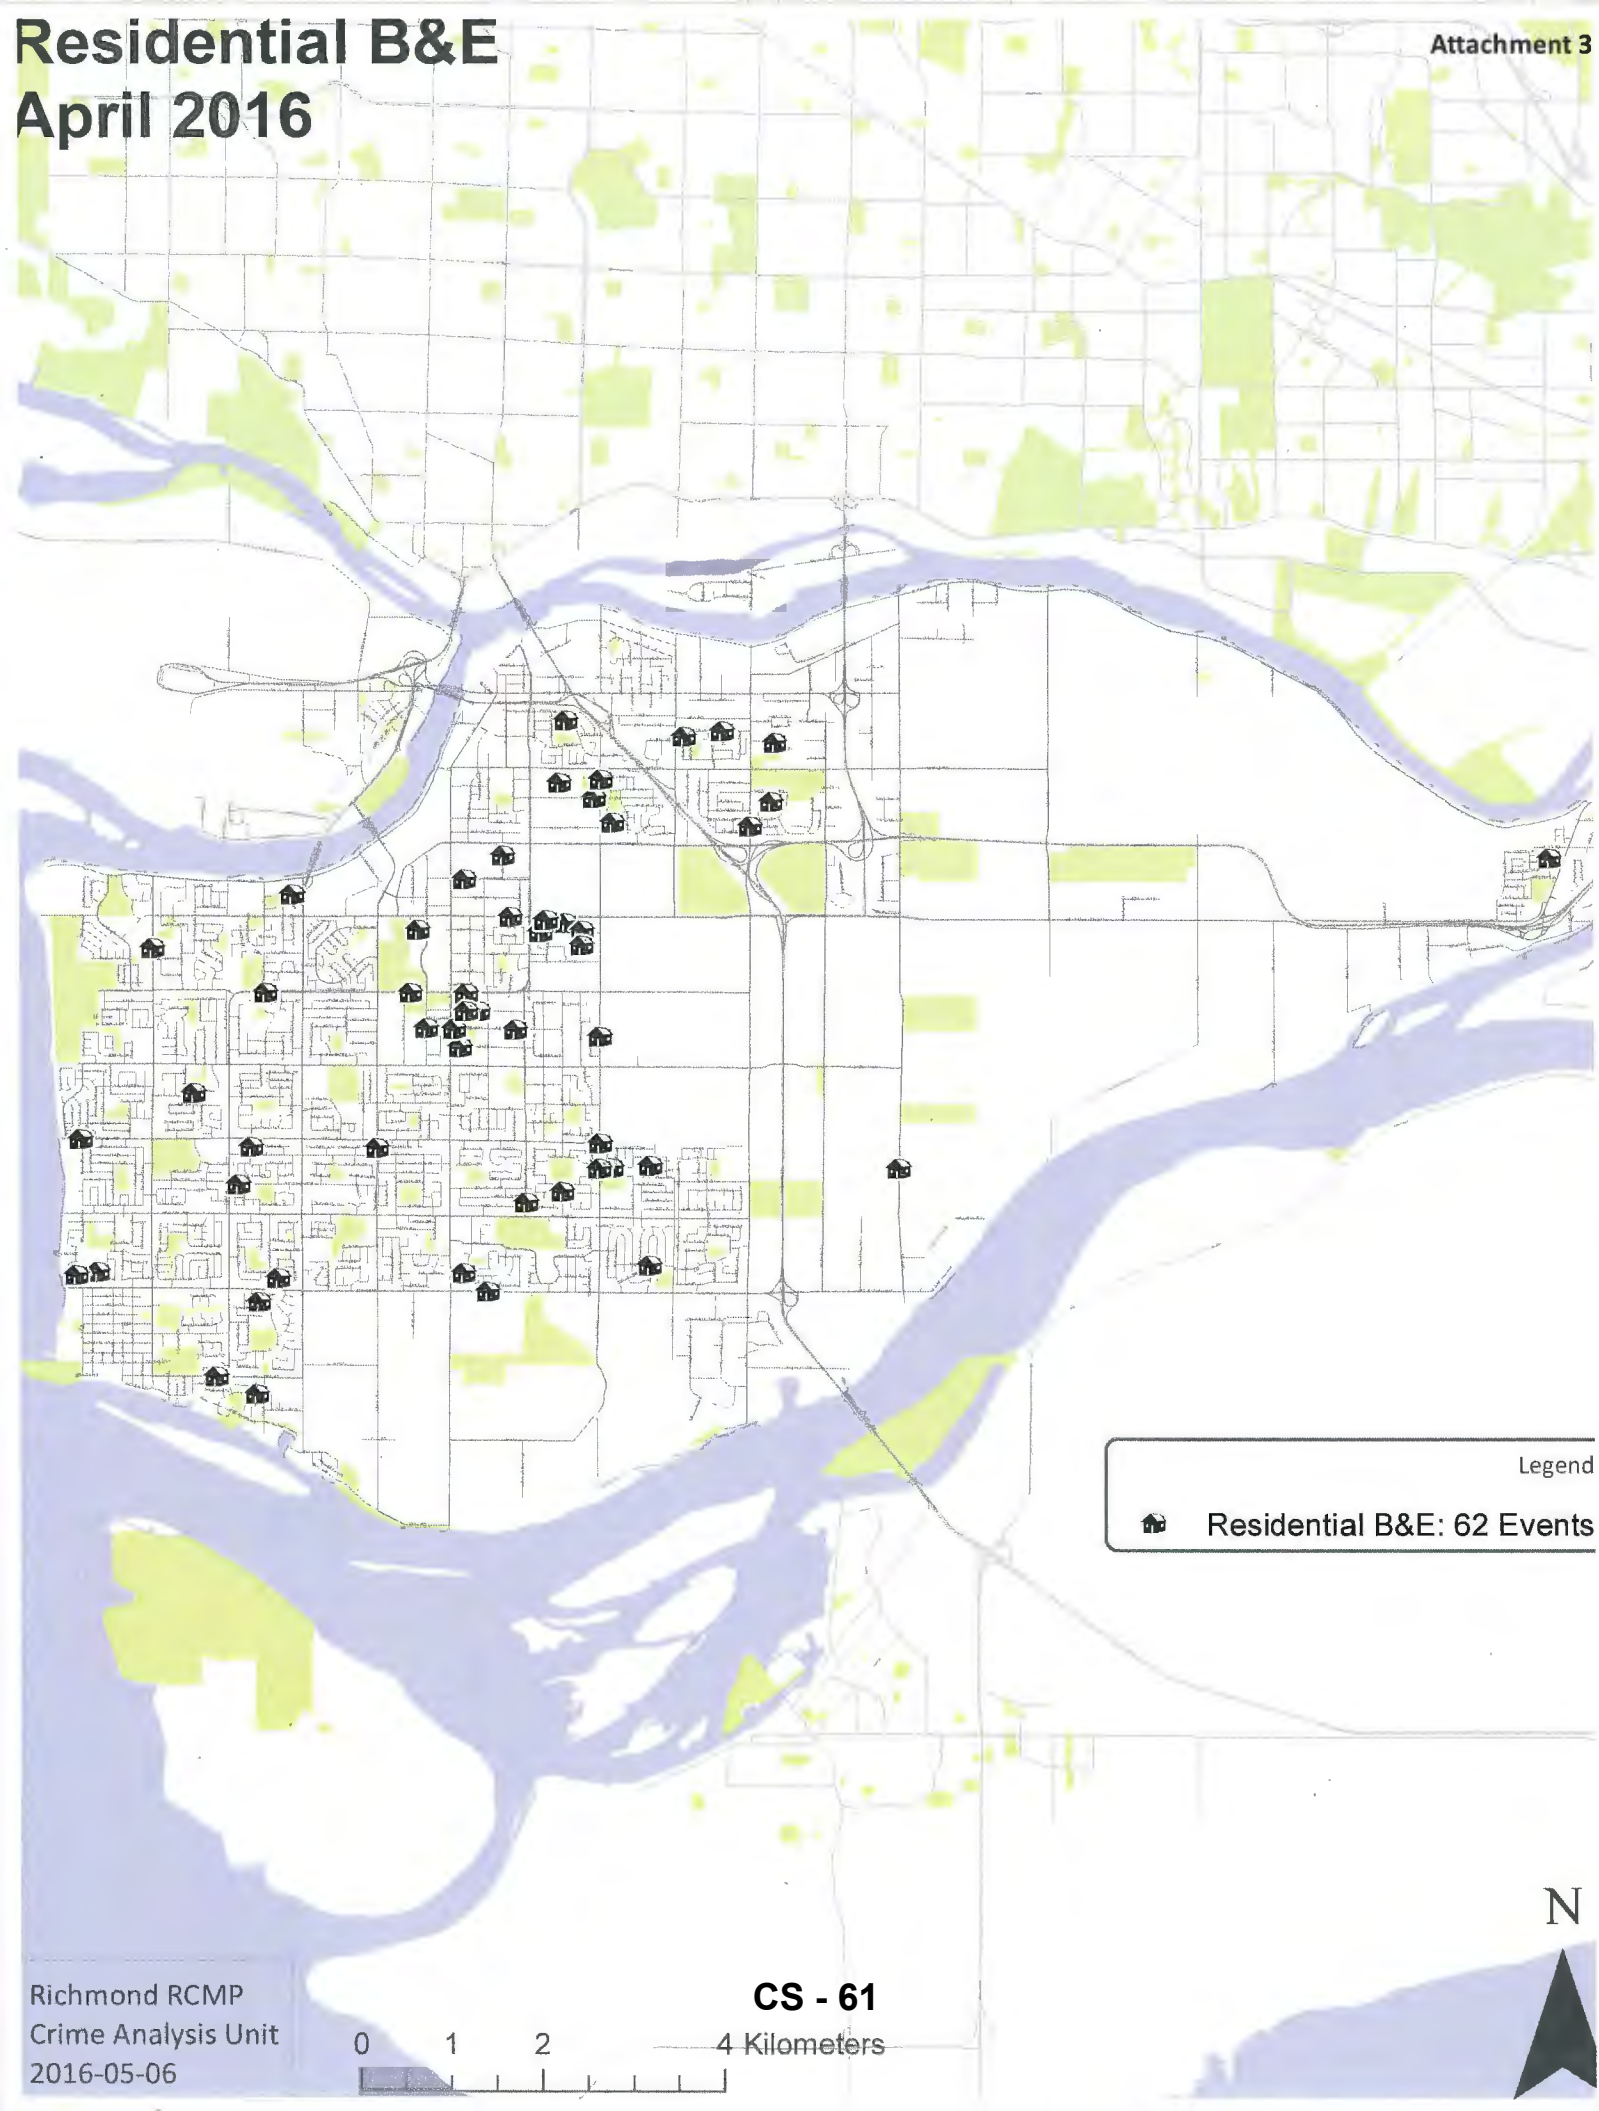 Residential B&E
April 2016
Attachment 3
Legend
Residential B&E: 62 Events
N
Richmond RCMP
Crime Analysis Unit
2016-05-06
CS - 61
0 1 2 4 Kilometers